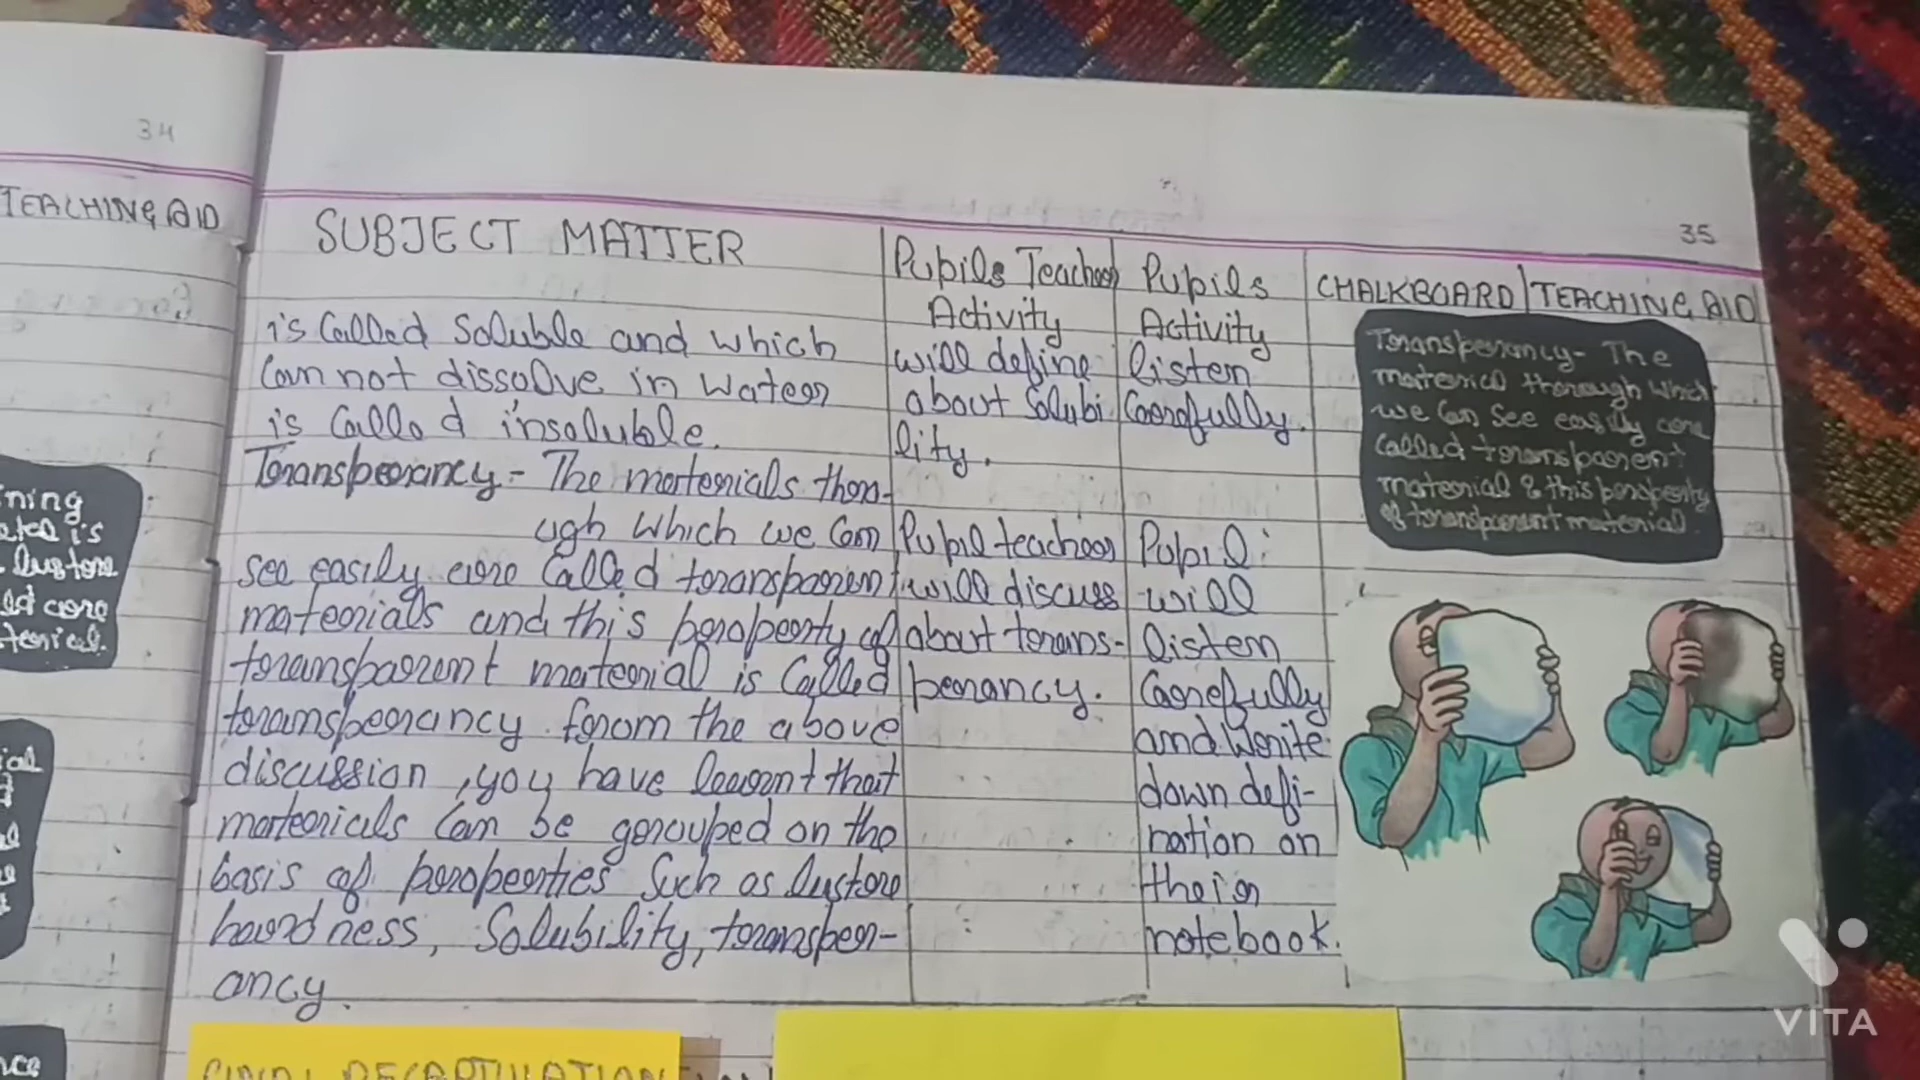 34
TEACHING AID
ning
is
lustre
35
SUBJECT MATTER
is called soluble and which
can not dissolve in water
is called insoluble.
Transperancy - The materials thro-
ugh which we can
see easily are called transparent
materials and this property of
transparent material is called
transperancy. from the above
discussion, you have learnt that
materials can be grouped on the
basis of properties such as lustre
hardness, Solubility, transper-
ancy.
Pupils Teacher
Activity
will define
about Solubi
lity.
Pupil teacher
will discuss
about trans-
perancy.
Pupils
Activity
listen
Carefully.
Pupil:
will
listen
Carefully
and Write
down defi-
nation on
their
notebook.
CHALKBOARD
Transperancy - The
material through which
we can see easily are
called transparent
material & this property
of transparent material.
TEACHING AID
RECAPTULATION
VITA